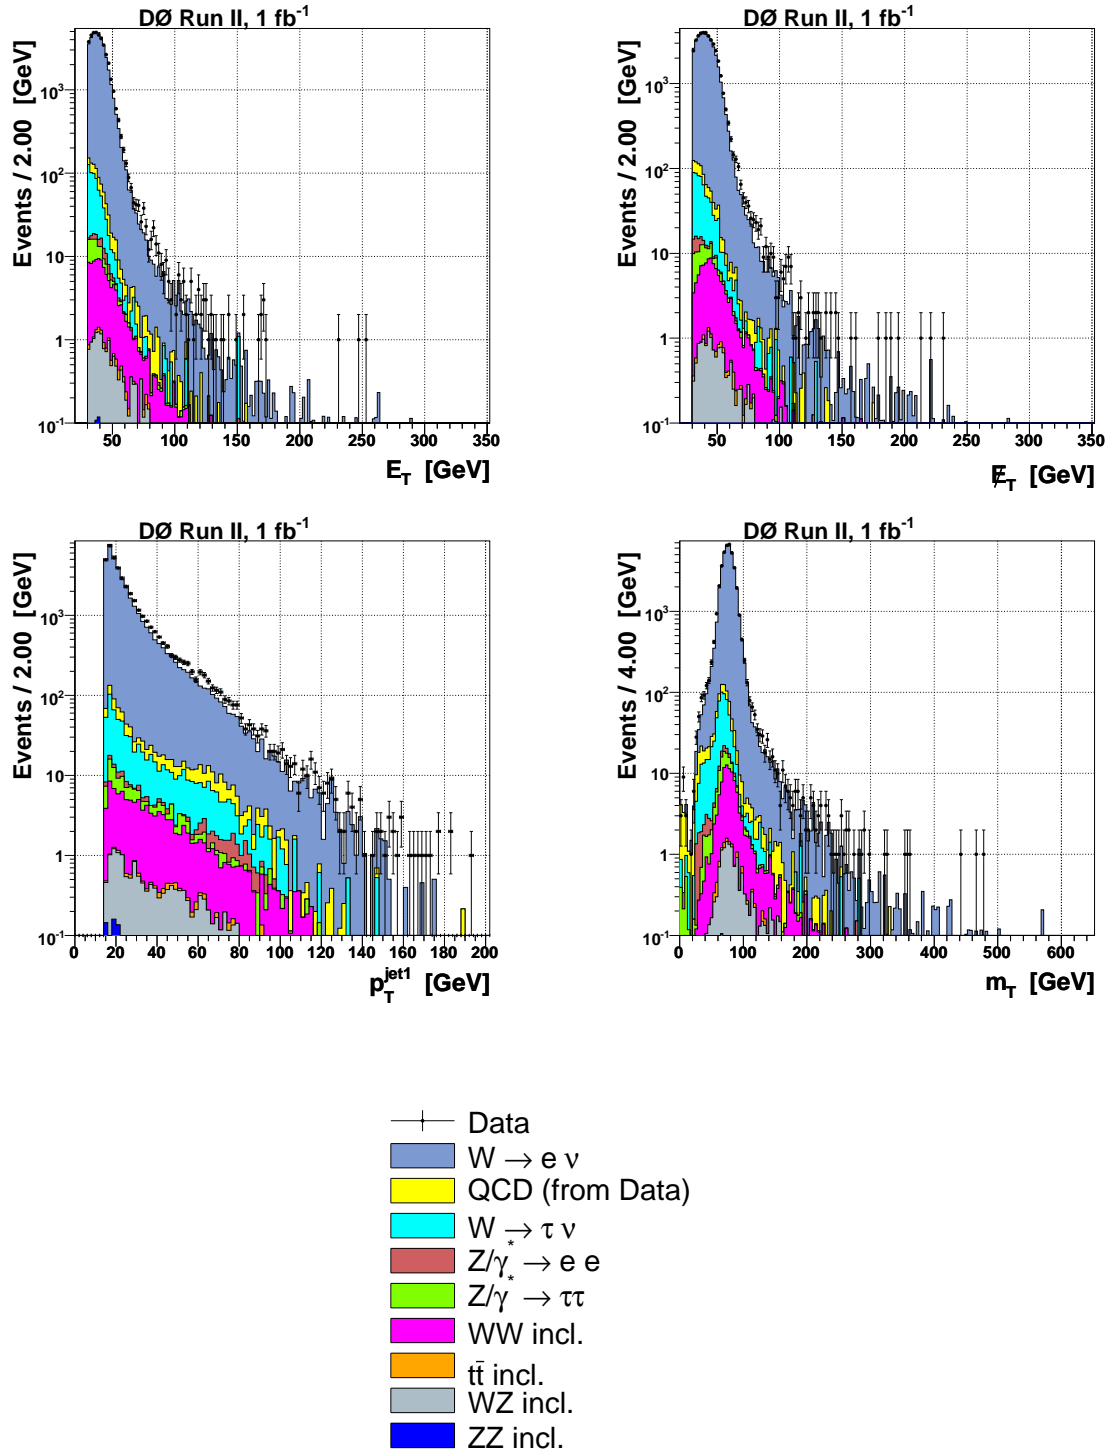 DØ Run II, 1 fb⁻¹
Events / 2.00 [GeV]
10³
10²
10
1
10⁻¹
50 100 150 200 250 300 350
E_T [GeV]
DØ Run II, 1 fb⁻¹
Events / 2.00 [GeV]
10³
10²
10
1
10⁻¹
50 100 150 200 250 300 350
E̸_T [GeV]
DØ Run II, 1 fb⁻¹
Events / 2.00 [GeV]
10³
10²
10
1
10⁻¹
0 20 40 60 80 100 120 140 160 180 200
p_T^jet1 [GeV]
DØ Run II, 1 fb⁻¹
Events / 4.00 [GeV]
10³
10²
10
1
10⁻¹
0 100 200 300 400 500 600
m_T [GeV]
Data
W → e ν
QCD (from Data)
W → τ ν
Z/γ* → e e
Z/γ* → ττ
WW incl.
tt̄ incl.
WZ incl.
ZZ incl.